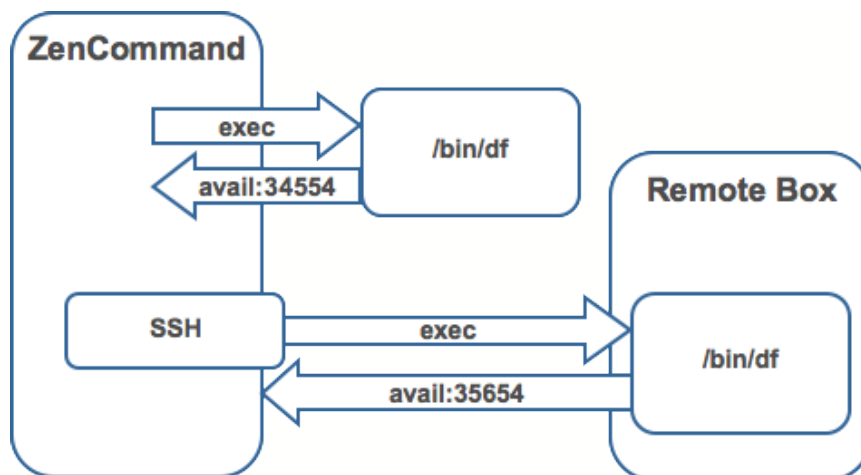 ZenCommand
exec
/bin/df
avail:34554
Remote Box
SSH
exec
/bin/df
avail:35654